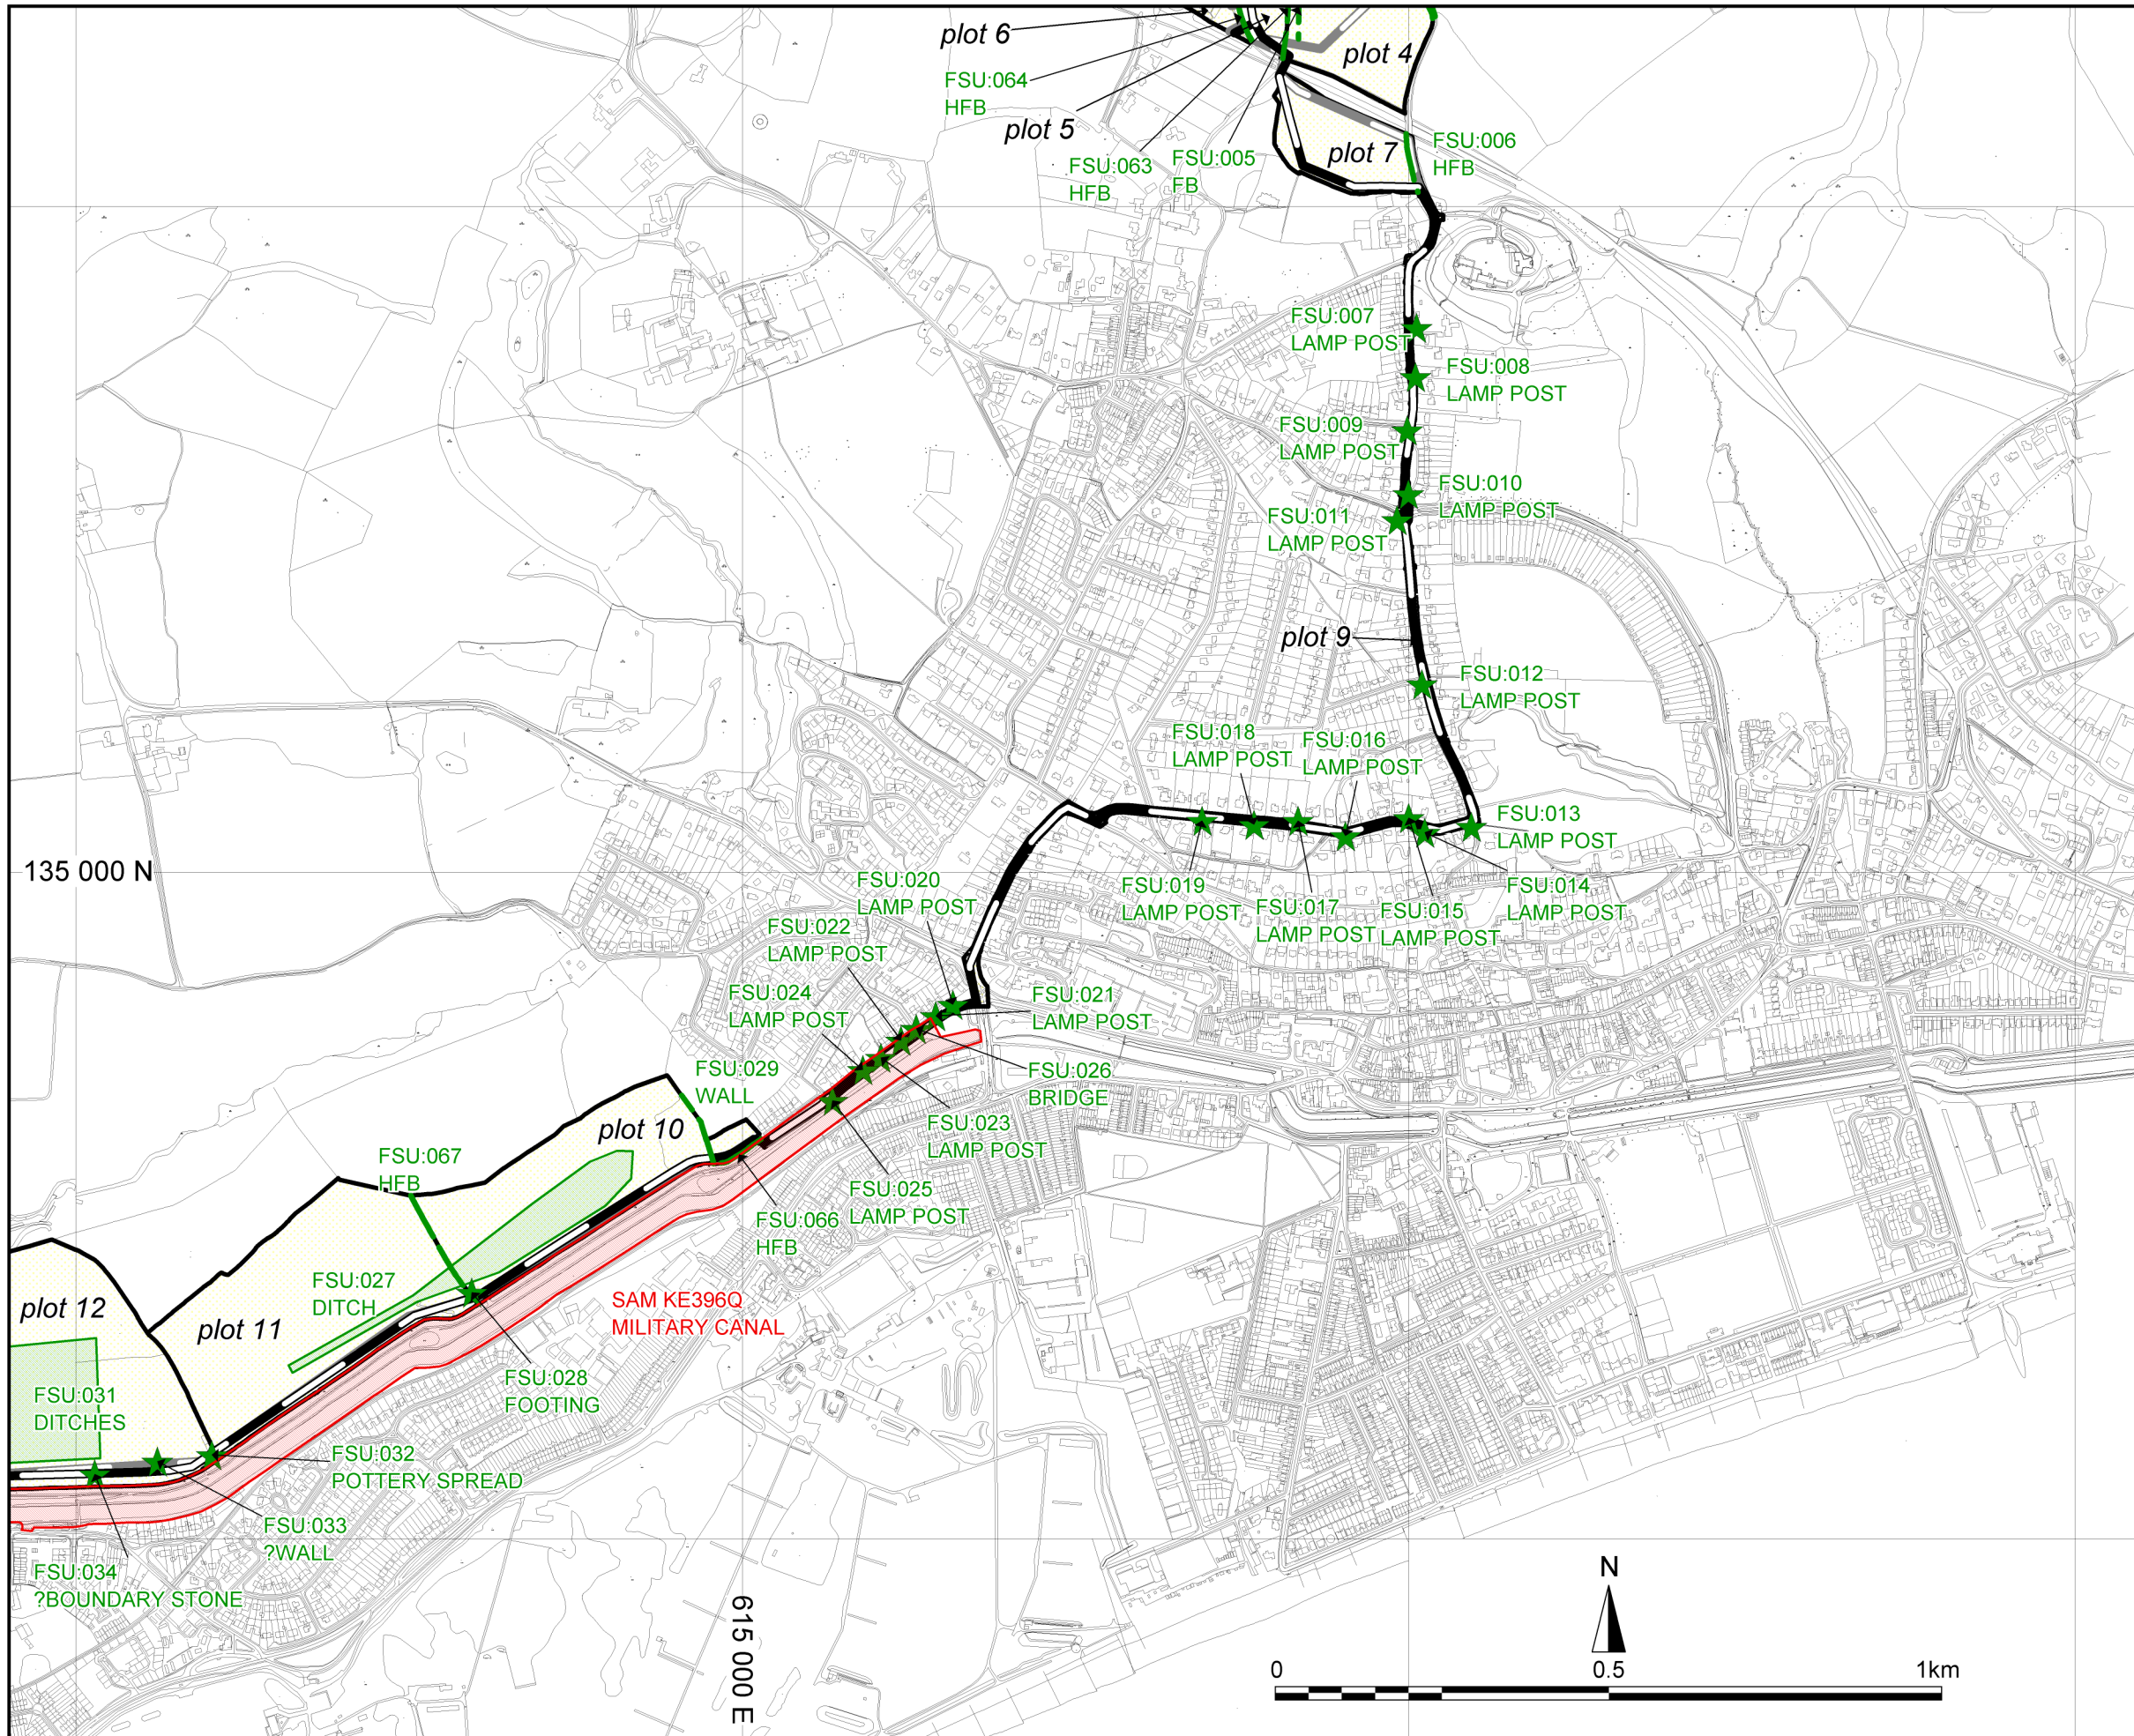 plot 6
plot 4
FSU:064
HFB
plot 5
FSU:063
HFB
FSU:005
FB
plot 7
FSU:006
HFB
FSU:007
LAMP POST
FSU:008
LAMP POST
FSU:009
LAMP POST
FSU:010
LAMP POST
FSU:011
LAMP POST
plot 9
FSU:012
LAMP POST
FSU:018
LAMP POST
FSU:016
LAMP POST
FSU:013
LAMP POST
135 000 N
FSU:020
LAMP POST
FSU:019
LAMP POST
FSU:017
LAMP POST
FSU:015
LAMP POST
FSU:014
LAMP POST
FSU:022
LAMP POST
FSU:024
LAMP POST
FSU:021
LAMP POST
FSU:029
WALL
FSU:026
BRIDGE
FSU:023
LAMP POST
plot 10
FSU:067
HFB
FSU:025
LAMP POST
FSU:066
HFB
FSU:027
DITCH
plot 12
plot 11
SAM KE396Q
MILITARY CANAL
FSU:028
FOOTING
FSU:031
DITCHES
FSU:032
POTTERY SPREAD
FSU:033
?WALL
FSU:034
?BOUNDARY STONE
615 000 E
N
0
0.5
1km